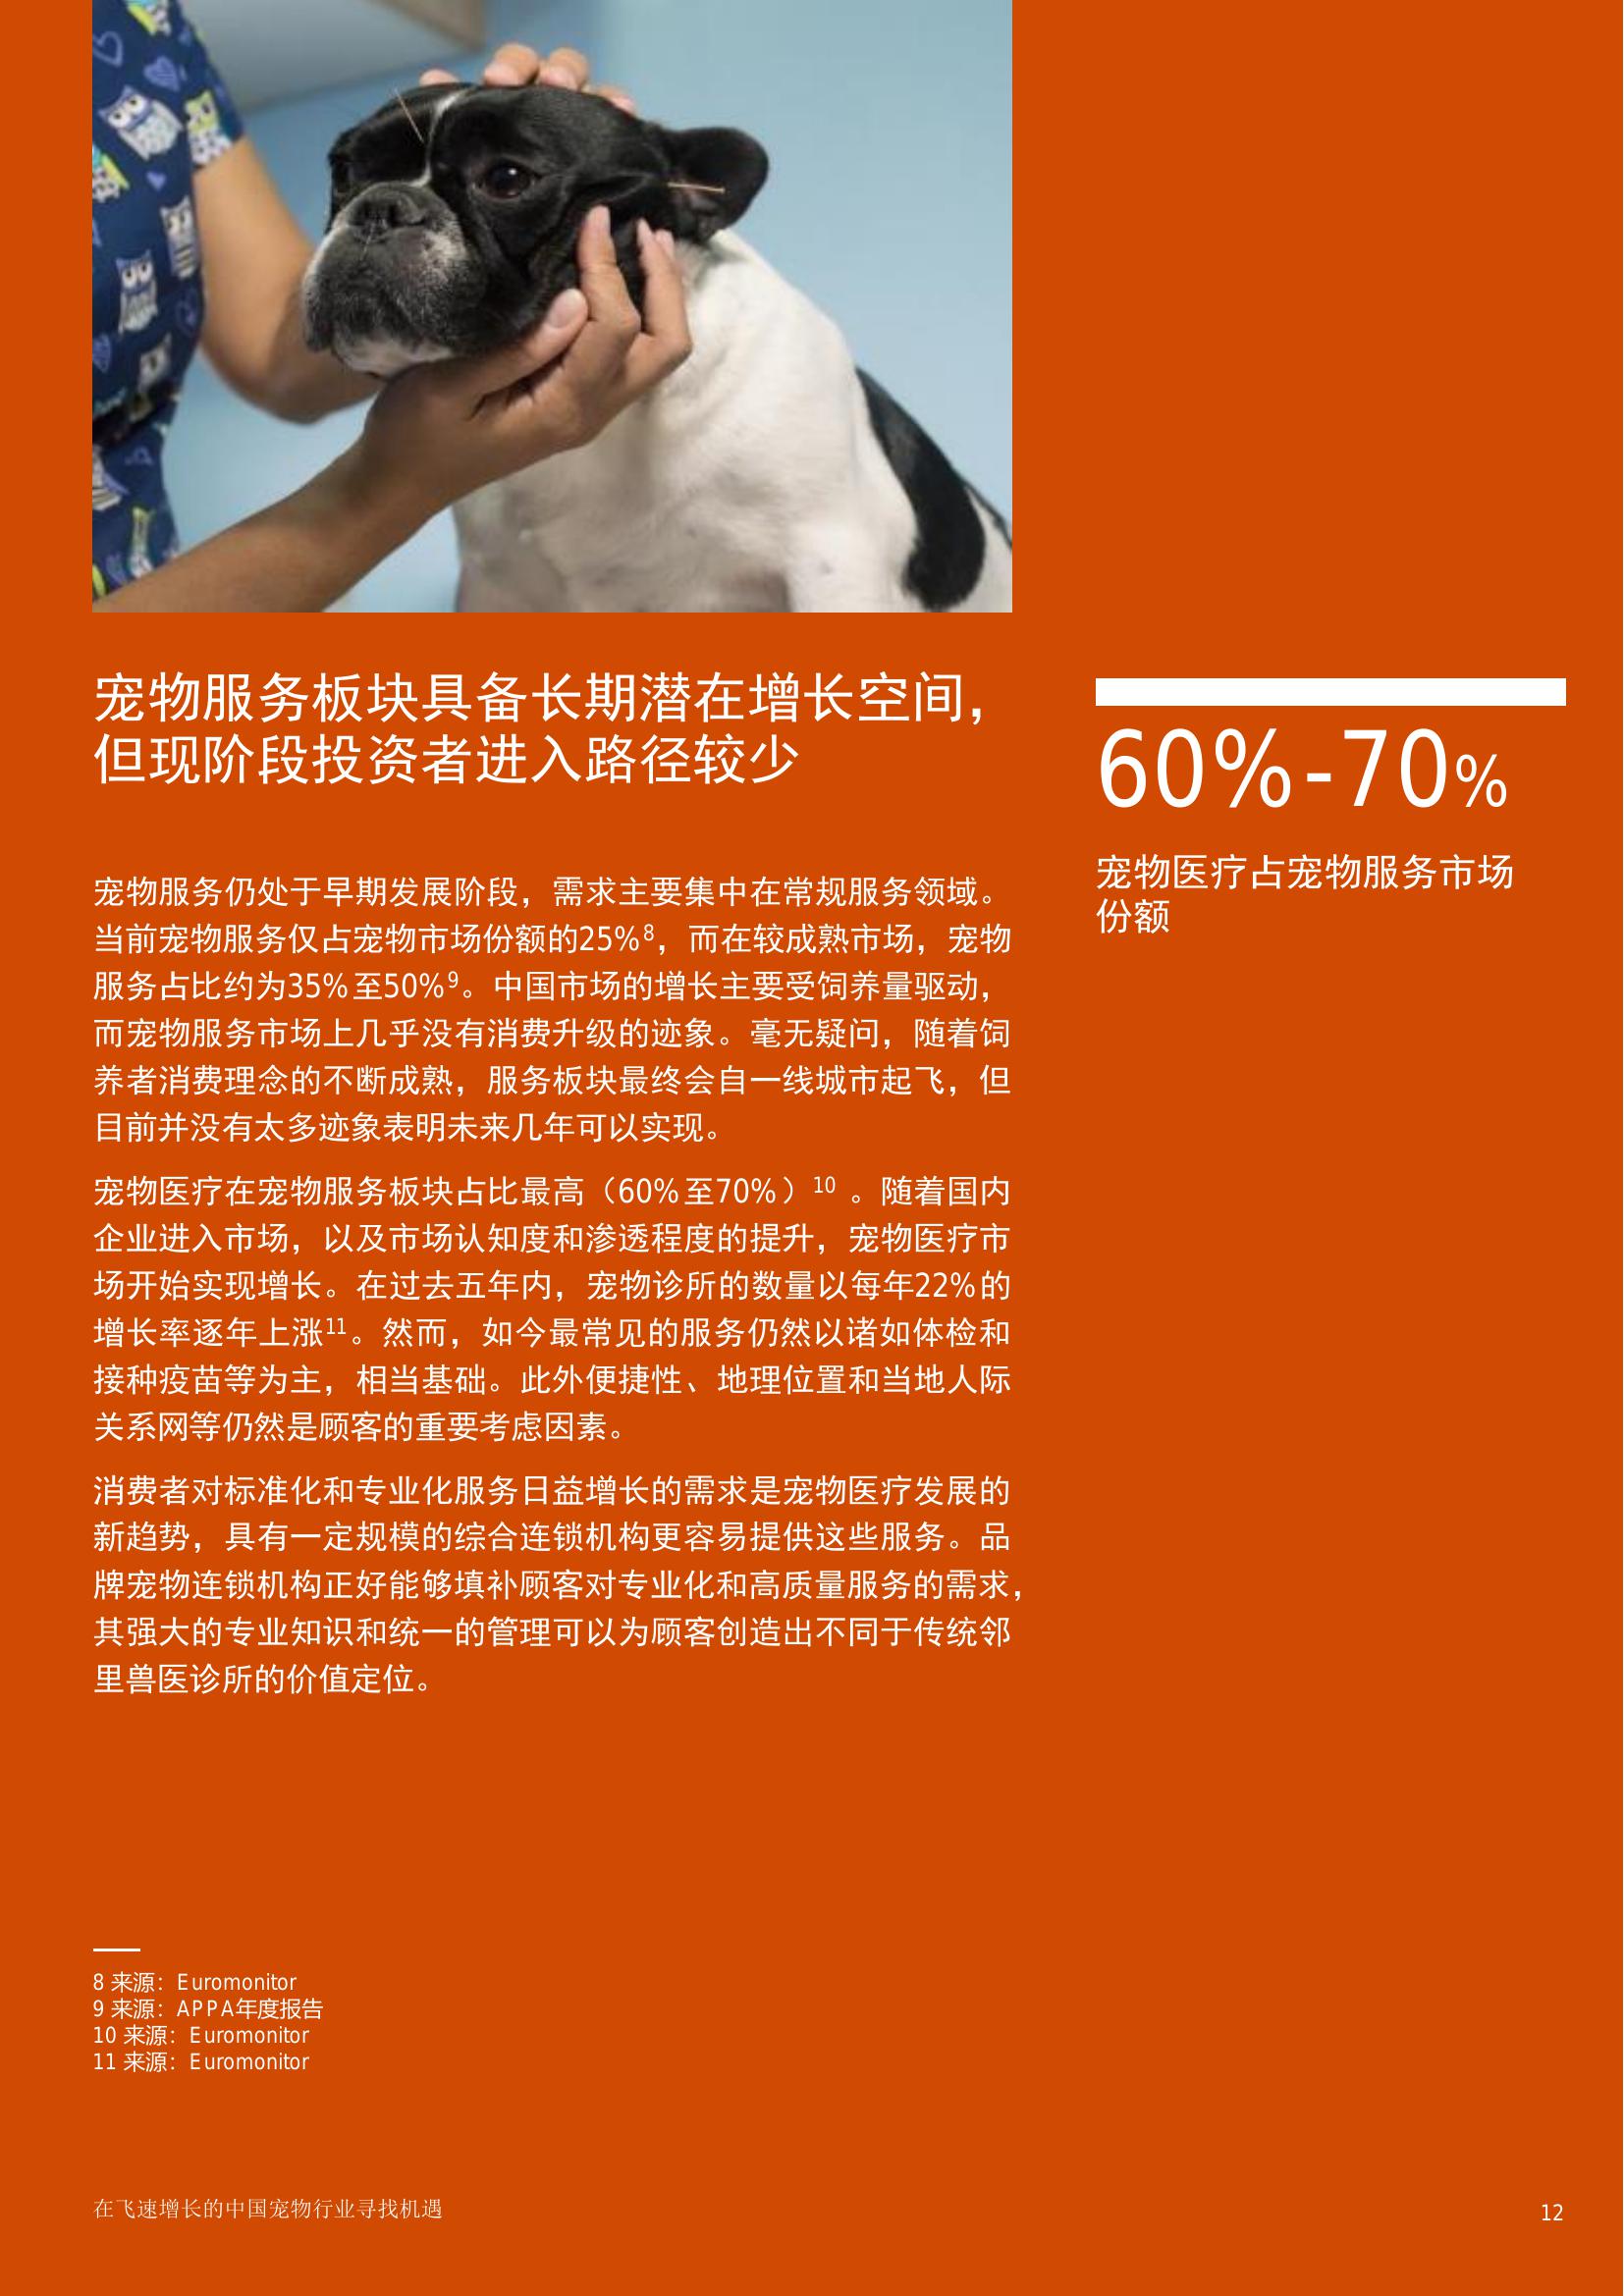 宠物服务板块具备长期潜在增长空间，
但现阶段投资者进入路径较少
宠物服务仍处于早期发展阶段，需求主要集中在常规服务领域。
当前宠物服务仅占宠物市场份额的25%8，而在较成熟市场，宠物
服务占比约为35%至50%9。中国市场的增长主要受饲养量驱动，
而宠物服务市场上几乎没有消费升级的迹象。毫无疑问，随着饲
养者消费理念的不断成熟，服务板块最终会自一线城市起飞，但
目前并没有太多迹象表明未来几年可以实现。
宠物医疗在宠物服务板块占比最高（60%至70%）10 。随着国内
企业进入市场，以及市场认知度和渗透程度的提升，宠物医疗市
场开始实现增长。在过去五年内，宠物诊所的数量以每年22%的
增长率逐年上涨11。然而，如今最常见的服务仍然以诸如体检和
接种疫苗等为主，相当基础。此外便捷性、地理位置和当地人际
关系网等仍然是顾客的重要考虑因素。
消费者对标准化和专业化服务日益增长的需求是宠物医疗发展的
新趋势，具有一定规模的综合连锁机构更容易提供这些服务。品
牌宠物连锁机构正好能够填补顾客对专业化和高质量服务的需求，
其强大的专业知识和统一的管理可以为顾客创造出不同于传统邻
里兽医诊所的价值定位。
60%-70%
宠物医疗占宠物服务市场
份额
8 来源：Euromonitor
9 来源：APPA年度报告
10 来源：Euromonitor
11 来源：Euromonitor
在飞速增长的中国宠物行业寻找机遇
12